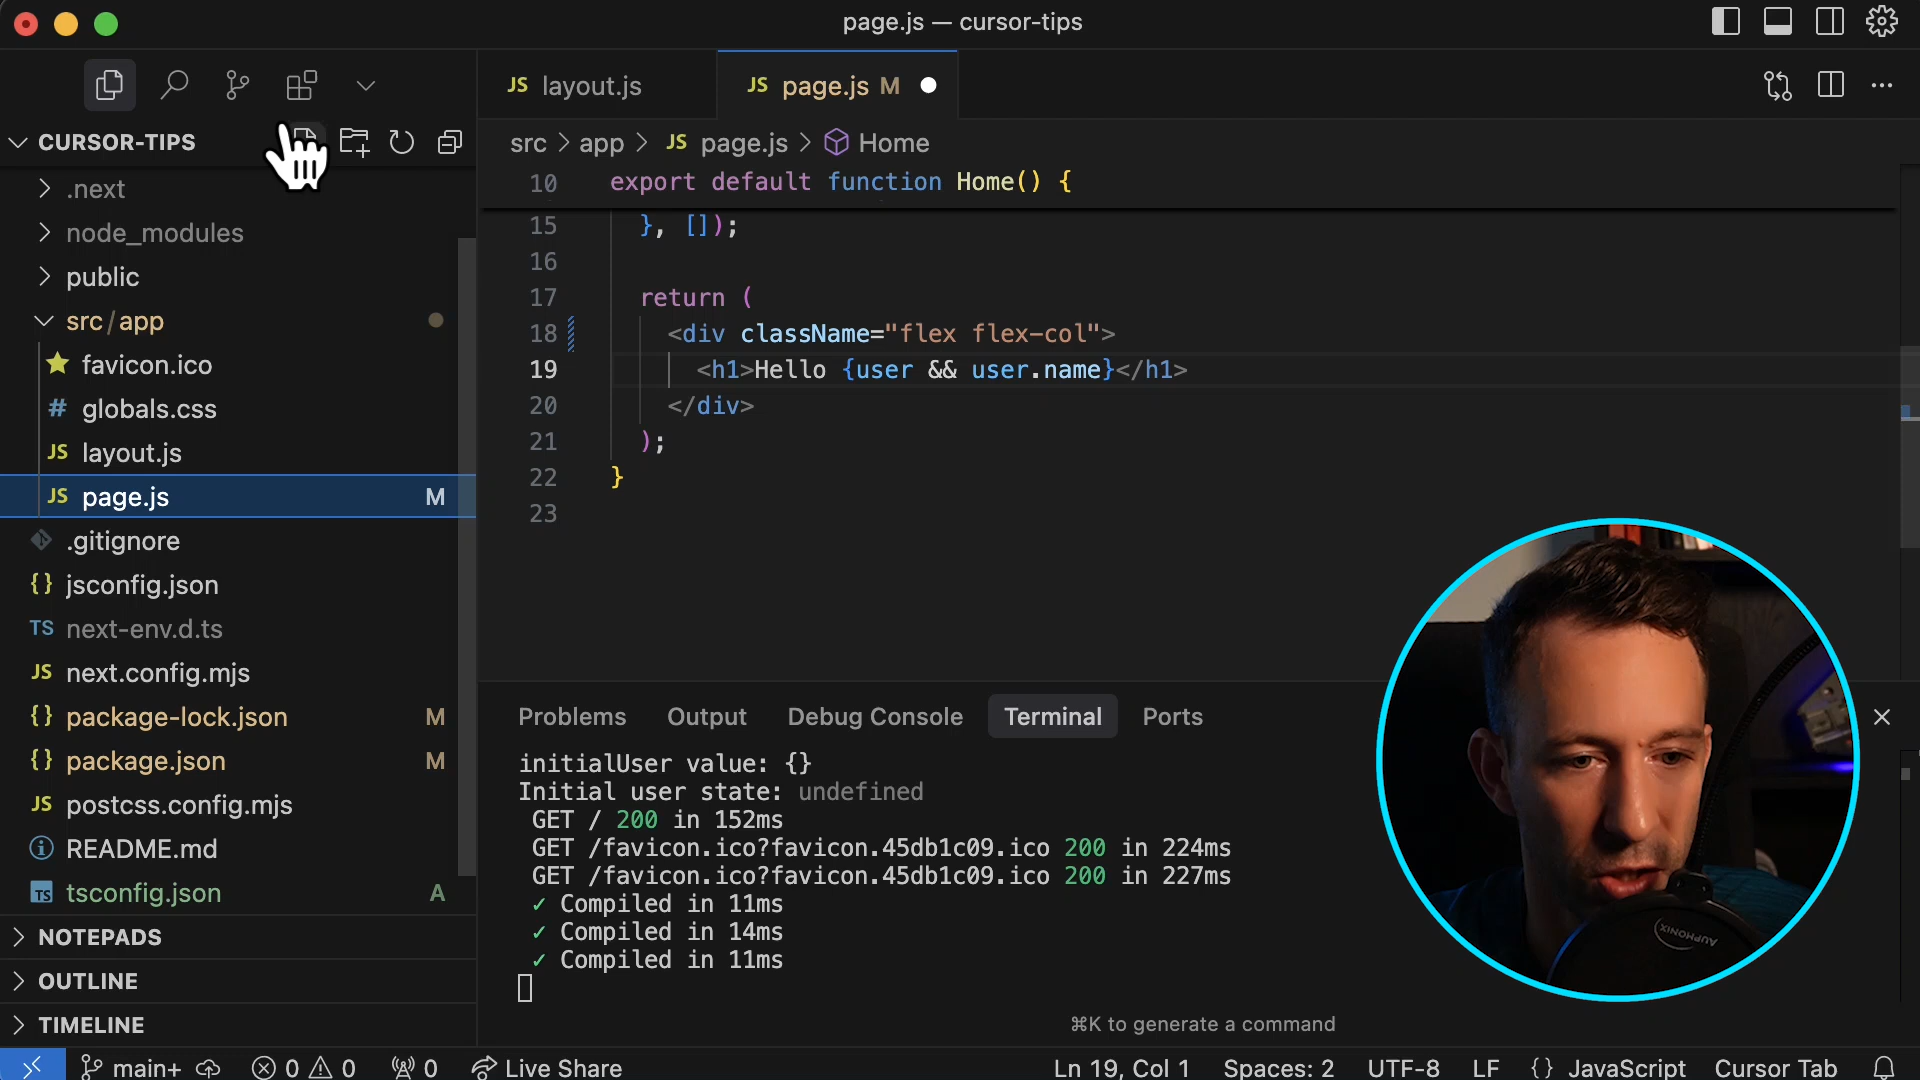 page.js — cursor-tips
JS layout.js
JS page.js M
CURSOR-TIPS
src > app > JS page.js > Home
.next
node_modules
public
src/app
favicon.ico
# globals.css
JS layout.js
JS page.js M
.gitignore
{} jsconfig.json
TS next-env.d.ts
JS next.config.mjs
{} package-lock.json M
{} package.json M
JS postcss.config.mjs
README.md
TS tsconfig.json A
NOTEPADS
OUTLINE
TIMELINE
10 export default function Home() {
15 }, []);
16
17 return (
18 <div className="flex flex-col">
19 <h1>Hello {user && user.name}</h1>
20 </div>
21 );
22 }
23
Problems Output Debug Console Terminal Ports
initialUser value: {}
Initial user state: undefined
GET / 200 in 152ms
GET /favicon.ico?favicon.45db1c09.ico 200 in 224ms
GET /favicon.ico?favicon.45db1c09.ico 200 in 227ms
✓ Compiled in 11ms
✓ Compiled in 14ms
✓ Compiled in 11ms
⌘K to generate a command
AUPHONIX
main+ 0 0 0 Live Share Ln 19, Col 1 Spaces: 2 UTF-8 LF {} JavaScript Cursor Tab